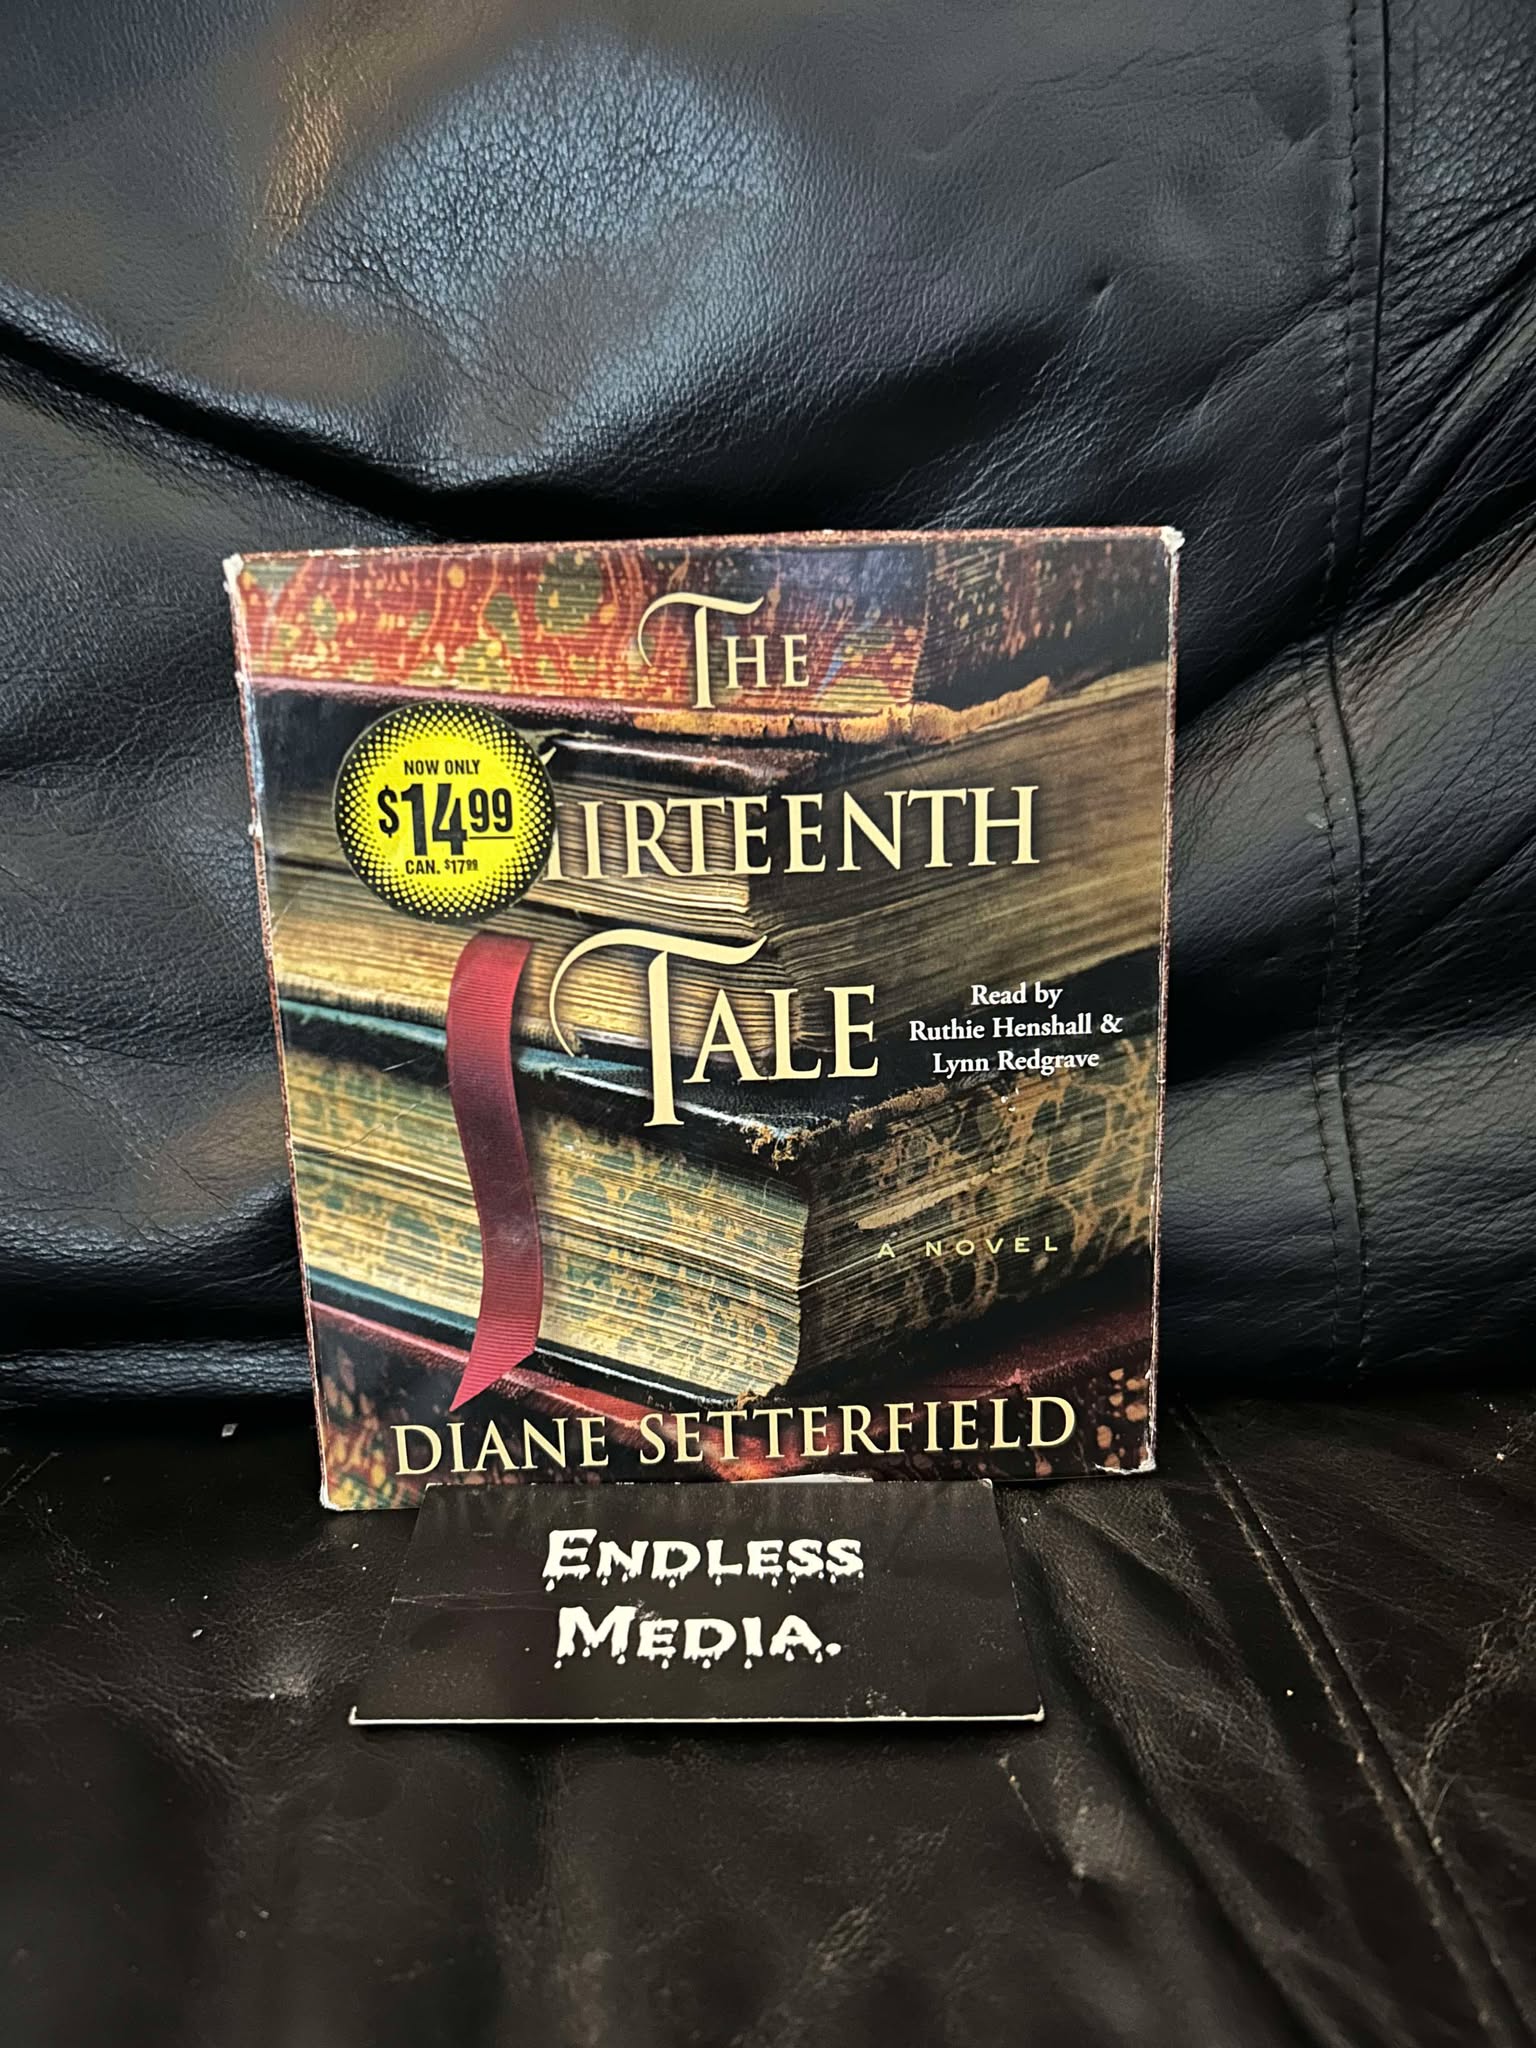 THE
NOW ONLY
$14.99
CAN. $17.99
HIRTEENTH
TALE
Read by
Ruthie Henshall &
Lynn Redgrave
A NOVEL
DIANE SETTERFIELD
ENDLESS
MEDIA.